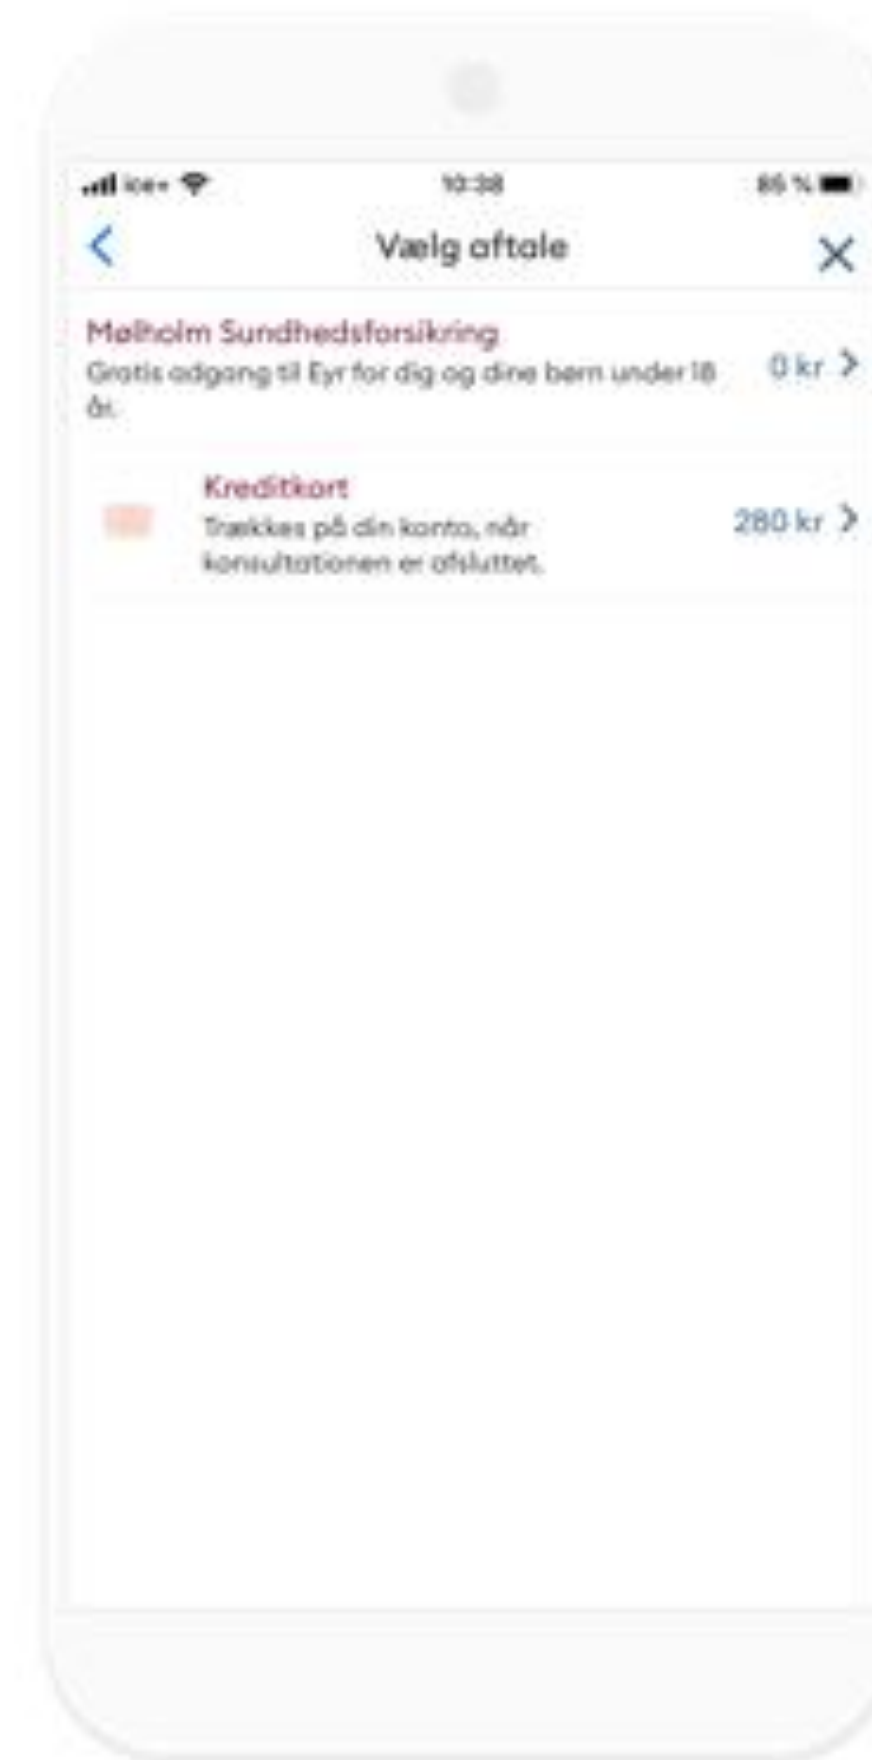 ice+ 10:38 85 %
Vælg aftale
Mølholm Sundhedsforsikring
Gratis adgang til Eyr for dig og dine børn under 18
år.
0 kr
Kreditkort
Trækkes på din konto, når
konsultationen er afsluttet.
280 kr